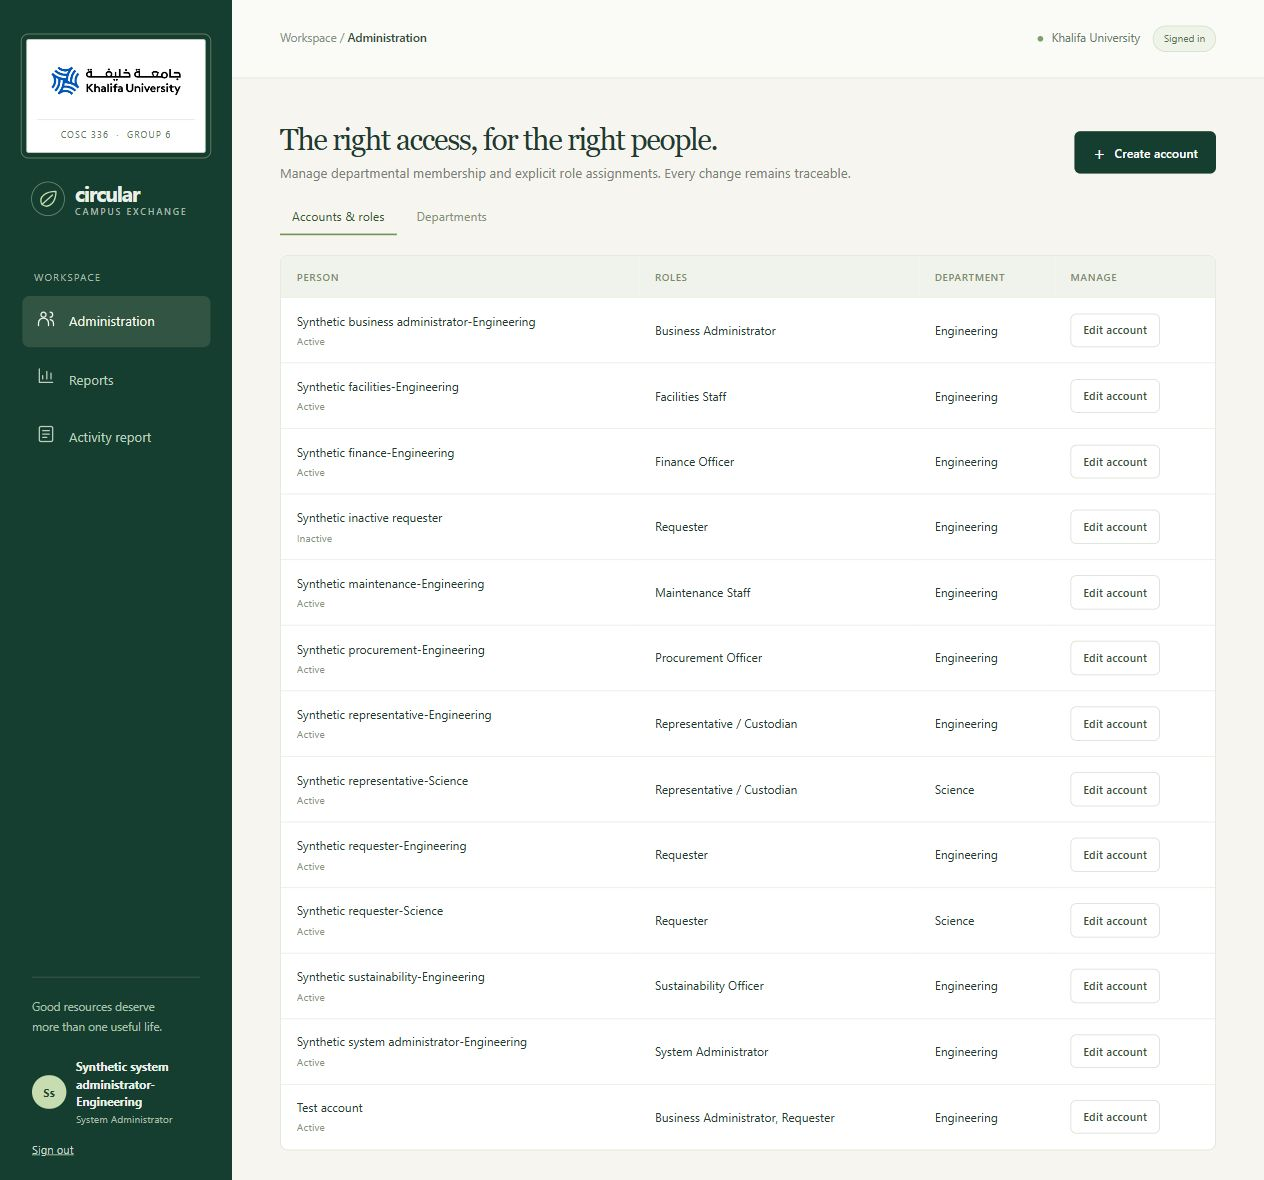 جامعـة خليفـة
Khalifa University
COSC 336 · GROUP 6
circular
CAMPUS EXCHANGE
WORKSPACE
Administration
Reports
Activity report
Good resources deserve
more than one useful life.
Ss
Synthetic system
administrator-
Engineering
System Administrator
Sign out
Workspace / Administration
Khalifa University
Signed in
The right access, for the right people.
Manage departmental membership and explicit role assignments. Every change remains traceable.
+ Create account
Accounts & roles Departments
PERSON ROLES DEPARTMENT MANAGE
Synthetic business administrator-Engineering
Active
Business Administrator Engineering Edit account
Synthetic facilities-Engineering
Active
Facilities Staff Engineering Edit account
Synthetic finance-Engineering
Active
Finance Officer Engineering Edit account
Synthetic inactive requester
Inactive
Requester Engineering Edit account
Synthetic maintenance-Engineering
Active
Maintenance Staff Engineering Edit account
Synthetic procurement-Engineering
Active
Procurement Officer Engineering Edit account
Synthetic representative-Engineering
Active
Representative / Custodian Engineering Edit account
Synthetic representative-Science
Active
Representative / Custodian Science Edit account
Synthetic requester-Engineering
Active
Requester Engineering Edit account
Synthetic requester-Science
Active
Requester Science Edit account
Synthetic sustainability-Engineering
Active
Sustainability Officer Engineering Edit account
Synthetic system administrator-Engineering
Active
System Administrator Engineering Edit account
Test account
Active
Business Administrator, Requester Engineering Edit account